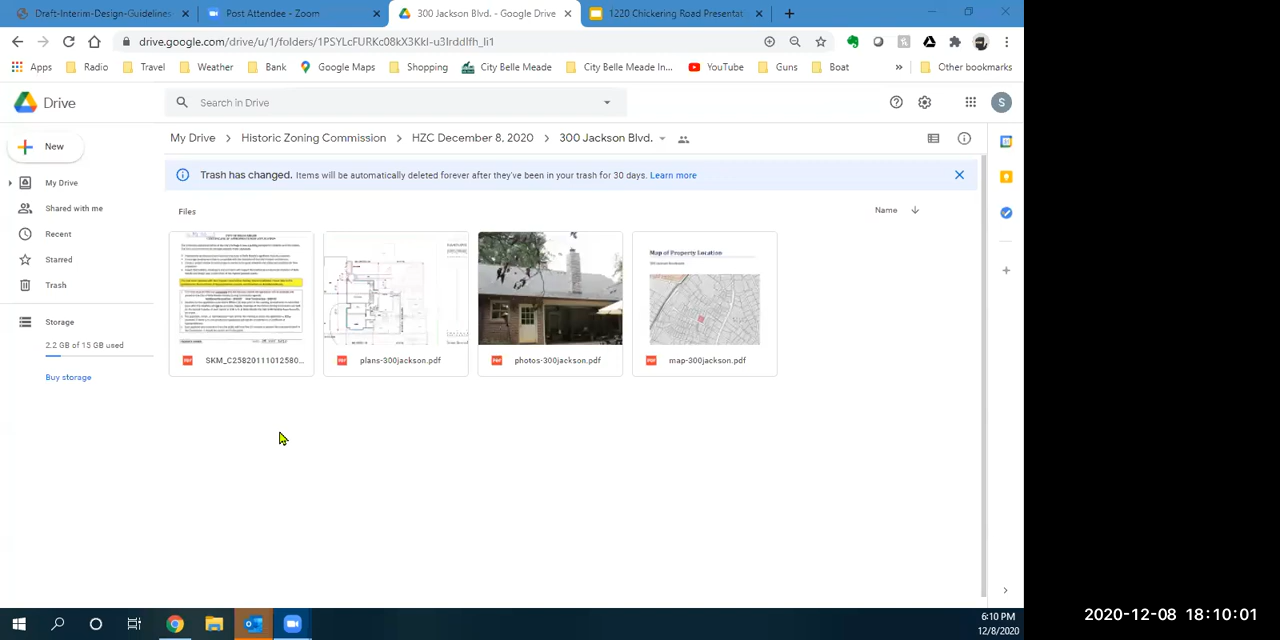 Draft-Interim-Design-Guidelines
Post Attendee - Zoom
300 Jackson Blvd. - Google Drive
1220 Chickering Road Presentat
drive.google.com/drive/u/1/folders/1PSYLcFURKc08kX3KkI-u3Irddlfh_li1
Apps
Radio
Travel
Weather
Bank
Google Maps
Shopping
City Belle Meade
City Belle Meade In...
YouTube
Guns
Boat
»
Other bookmarks
Drive
Search in Drive
S
New
My Drive > Historic Zoning Commission > HZC December 8, 2020 > 300 Jackson Blvd.
My Drive
Shared with me
Recent
Starred
Trash
Storage
2.2 GB of 15 GB used
Buy storage
Trash has changed. Items will be automatically deleted forever after they've been in your trash for 30 days. Learn more
Files
Name
Map of Property Location
PDF SKM_C25820111012580...
PDF plans-300jackson.pdf
PDF photos-300jackson.pdf
PDF map-300jackson.pdf
6:10 PM
12/8/2020
2020-12-08 18:10:01